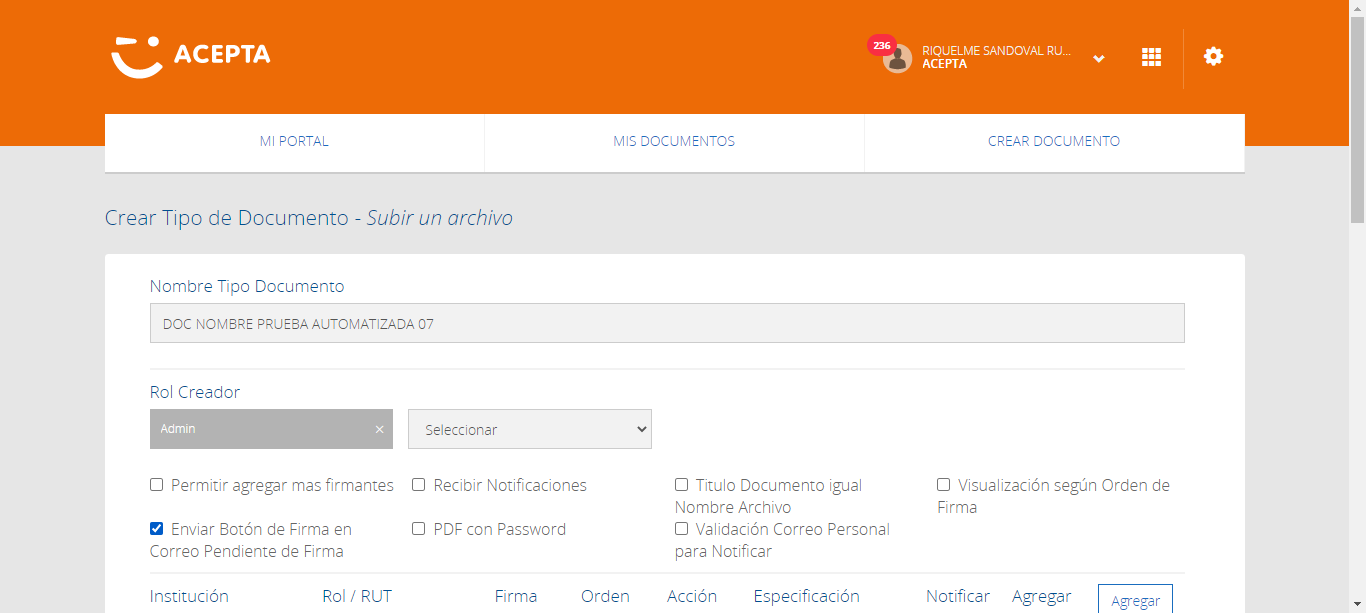 ACEPTA
236
RIQUELME SANDOVAL RU...
ACEPTA
MI PORTAL
MIS DOCUMENTOS
CREAR DOCUMENTO
Crear Tipo de Documento - Subir un archivo
Nombre Tipo Documento
DOC NOMBRE PRUEBA AUTOMATIZADA 07
Rol Creador
Admin ×
Seleccionar
Permitir agregar mas firmantes
Recibir Notificaciones
Titulo Documento igual
Nombre Archivo
Visualización según Orden de
Firma
Enviar Botón de Firma en
Correo Pendiente de Firma
PDF con Password
Validación Correo Personal
para Notificar
Institución Rol / RUT Firma Orden Acción Especificación Notificar Agregar Agregar